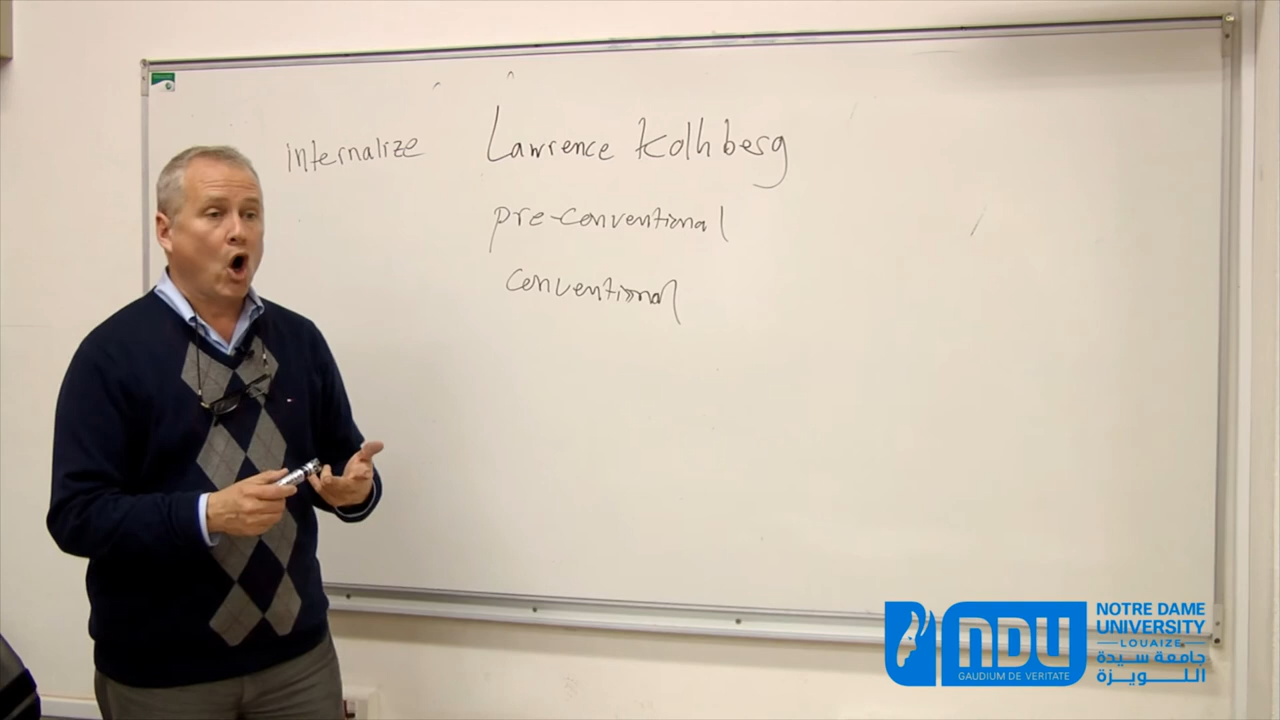 internalize Lawrence Kolhberg
pre-conventional
conventional
NDU
GAUDIUM DE VERITATE
NOTRE DAME
UNIVERSITY
LOUAIZE
جامعة سيدة
اللويزة